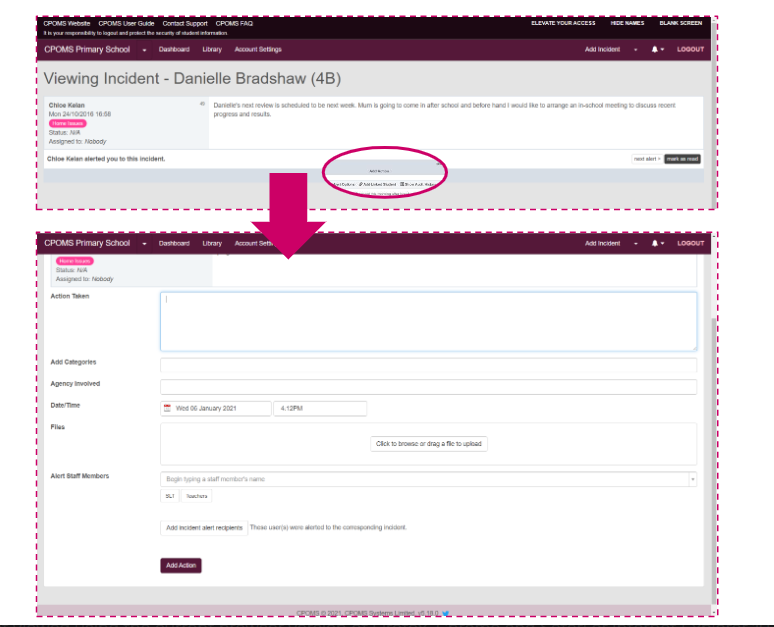 CPOMS Website CPOMS User Guide Contact Support CPOMS FAQ ELEVATE YOUR ACCESS HIDE NAMES BLANK SCREEN
It is your responsibility to logout and protect the security of student information.
CPOMS Primary School Dashboard Library Account Settings Add Incident LOGOUT
Viewing Incident - Danielle Bradshaw (4B)
Chloe Kelan
Mon 24/10/2016 16:58
Home Issues
Status: N/A
Assigned to: Nobody
Danielle's next review is scheduled to be next week. Mum is going to come in after school and before hand I would like to arrange an in-school meeting to discuss recent
progress and results.
Chloe Kelan alerted you to this incident. next alert > mark as read
Add Action
Add Linked Student Show Audit
CPOMS Primary School Dashboard Library Account Add Incident LOGOUT
Home Issues
Status: N/A
Assigned to: Nobody
Action Taken
Add Categories
Agency Involved
Date/Time Wed 06 January 2021 4.12PM
Files
Click to browse or drag a file to upload
Alert Staff Members Begin typing a staff member's name
SLT Teachers
Add incident alert recipients These user(s) were alerted to the corresponding incident.
Add Action
CPOMS © 2021, CPOMS Systems Limited, v5.18.0